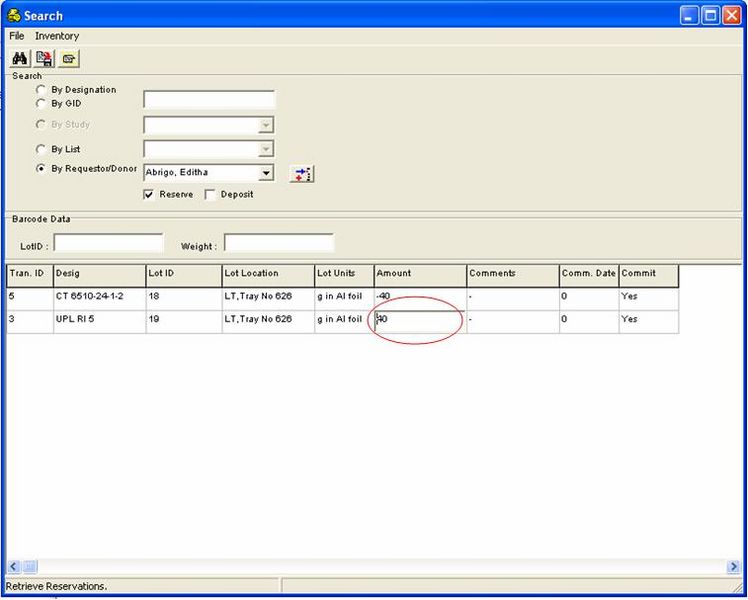 Search
File Inventory
Search
By Designation
By GID
By Study
By List
By Requestor/Donor Abrigo, Editha
Reserve Deposit
Barcode Data
LotID : Weight :
Tran. ID Desig Lot ID Lot Location Lot Units Amount Comments Comm. Date Commit
5 CT 6510-24-1-2 18 LT,Tray No 626 g in Al foil -40 - 0 Yes
3 UPL RI 5 19 LT,Tray No 626 g in Al foil 40 - 0 Yes
Retrieve Reservations.